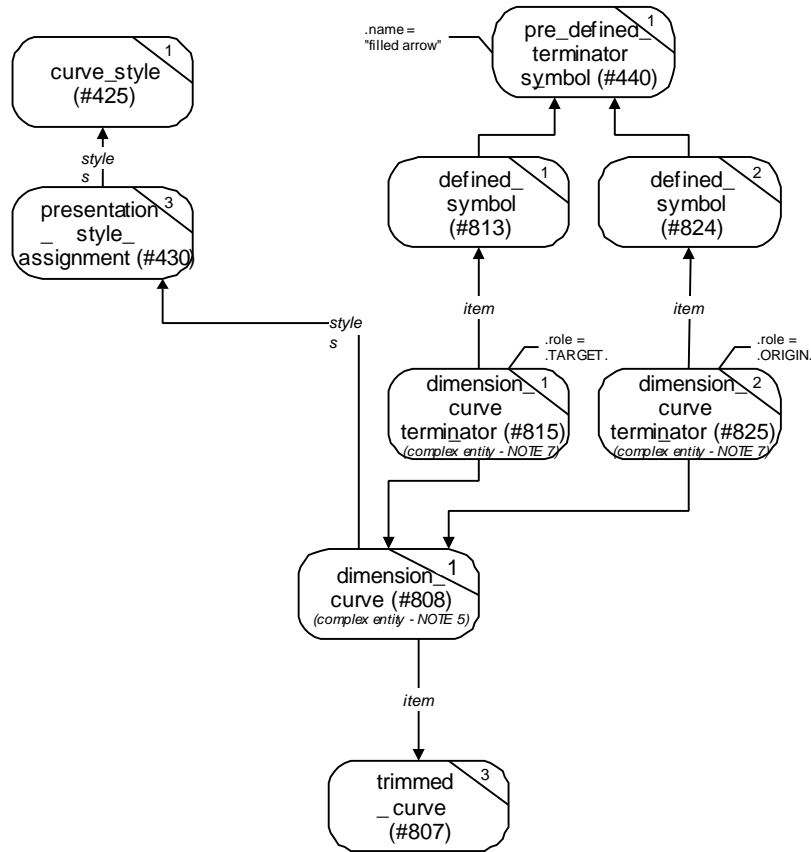 1
curve_style
(#425)
.name =
"filled arrow"
1
pre_defined_
terminator
symbol (#440)
style
s
3
presentation
_ style_
assignment (#430)
1
defined_
symbol
(#813)
2
defined_
symbol
(#824)
item
item
style
s
.role =
.TARGET.
.role =
.ORIGIN.
1
dimension_
curve
terminator (#815)
(complex entity - NOTE 7)
2
dimension_
curve
terminator (#825)
(complex entity - NOTE 7)
1
dimension_
curve (#808)
(complex entity - NOTE 5)
item
3
trimmed
_curve
(#807)